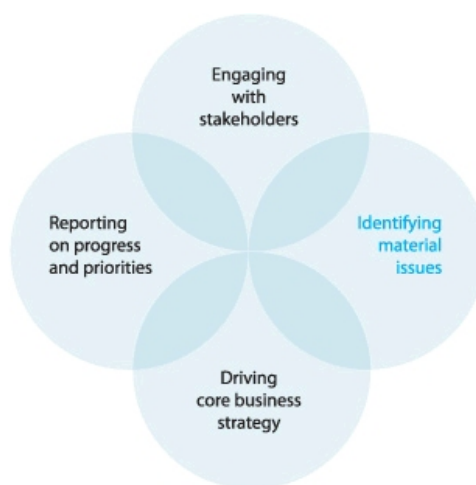 Engaging
with
stakeholders
Reporting
on progress
and priorities
Identifying
material
issues
Driving
core business
strategy